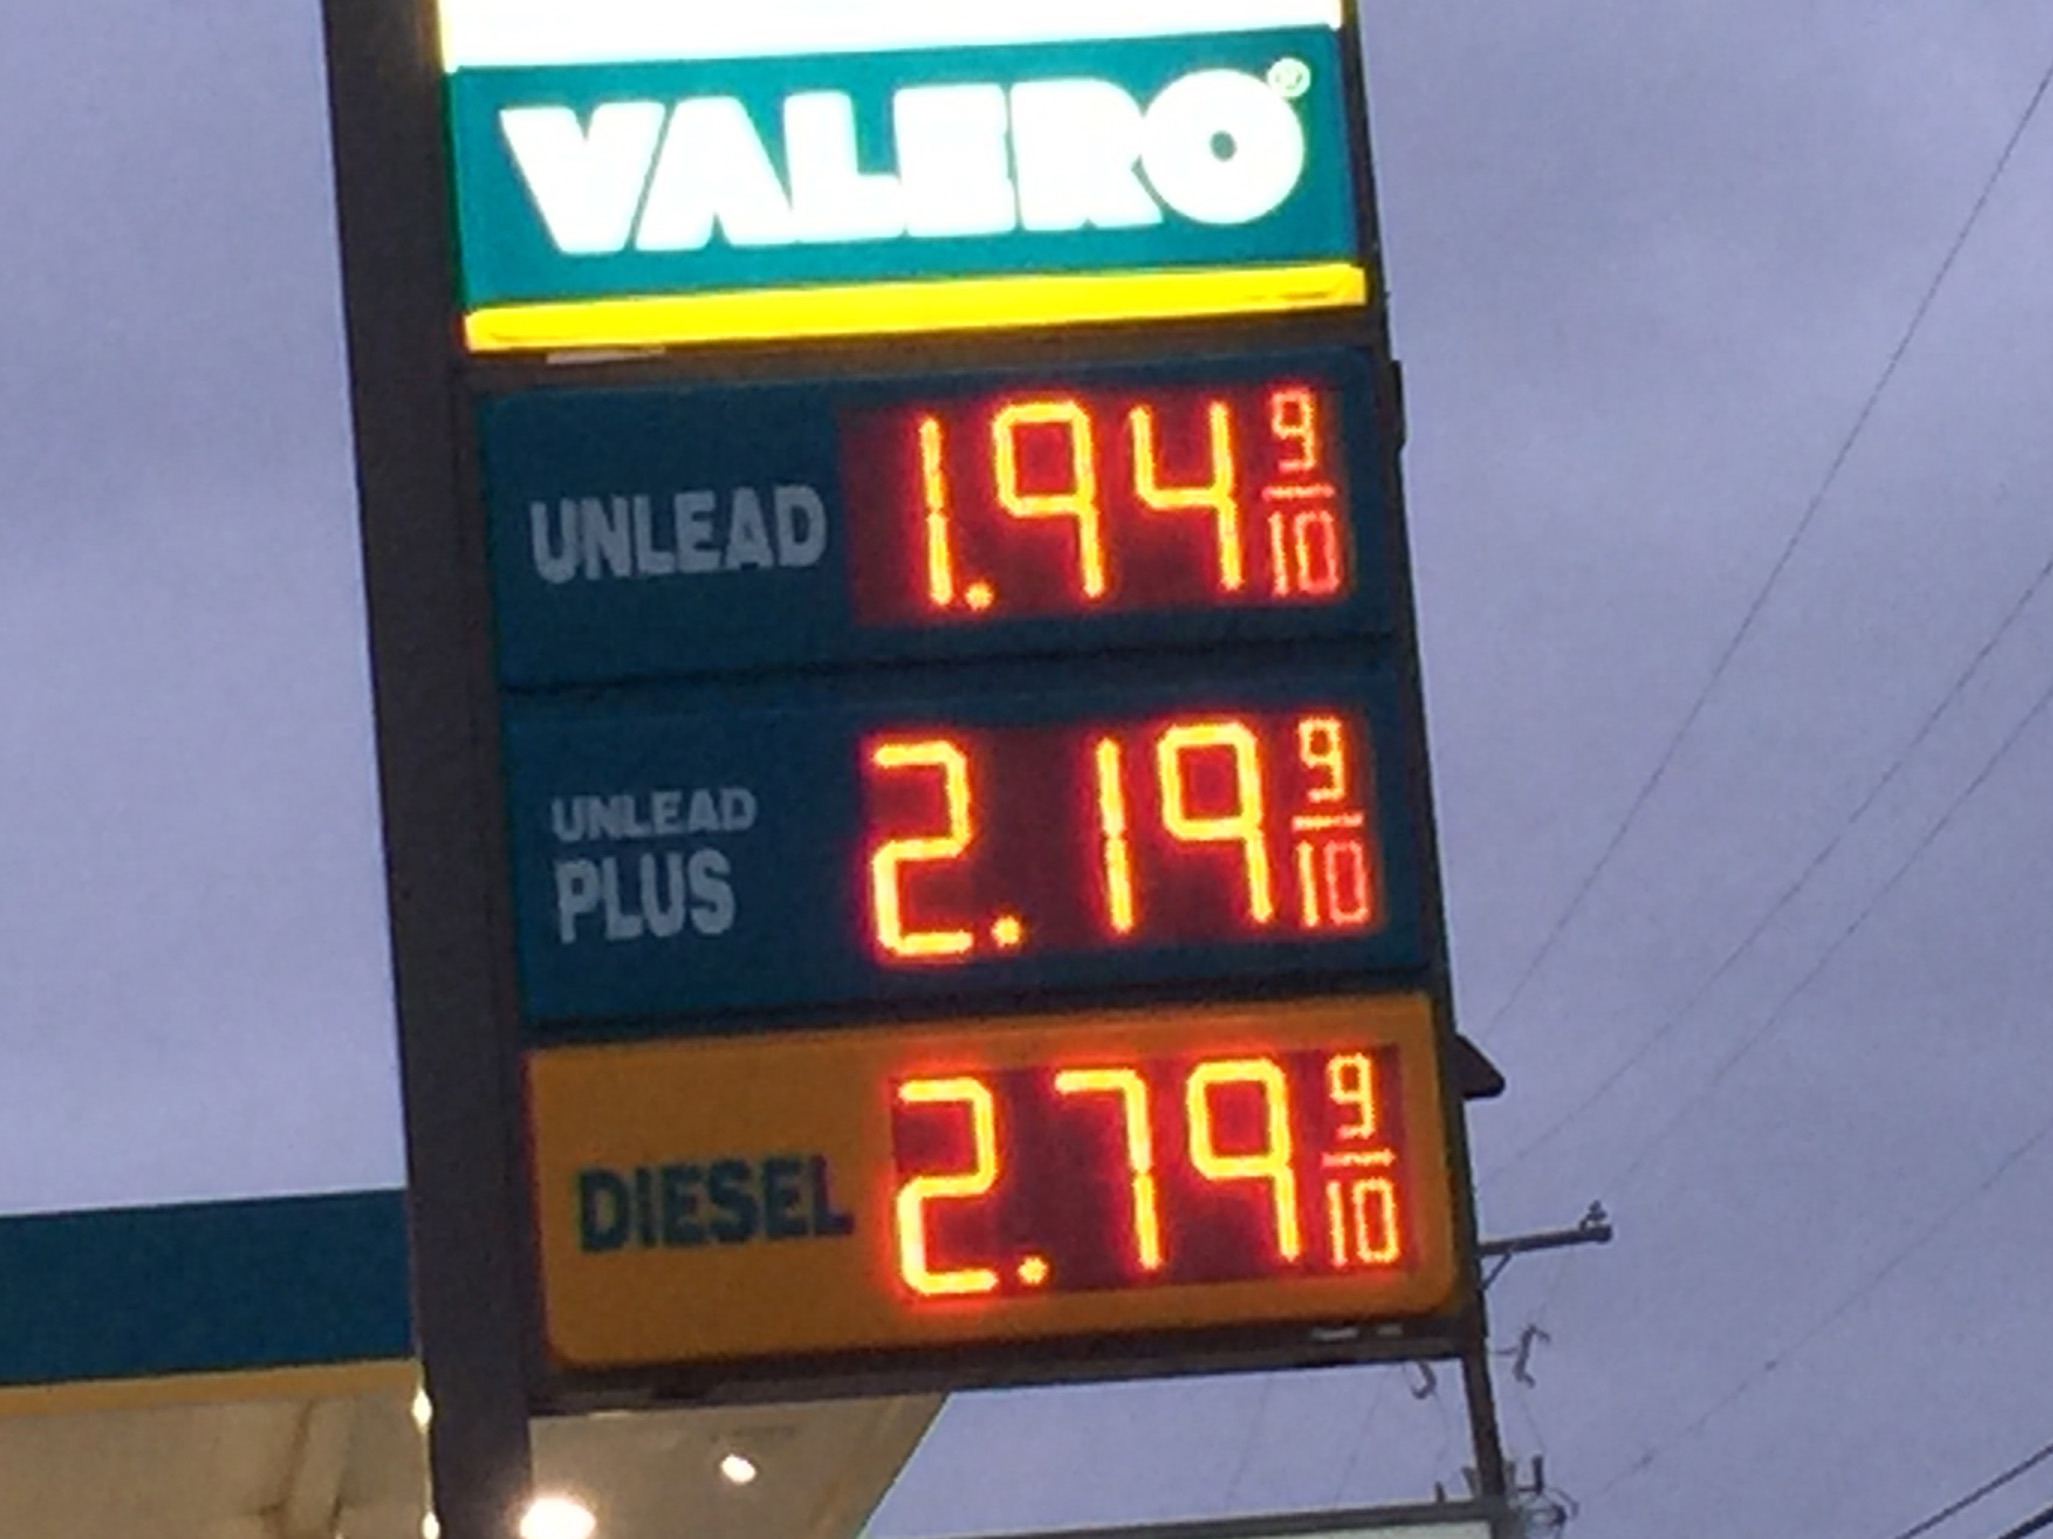 VALERO®
UNLEAD 1.94 9/10
UNLEAD
PLUS 2.19 9/10
DIESEL 2.79 9/10